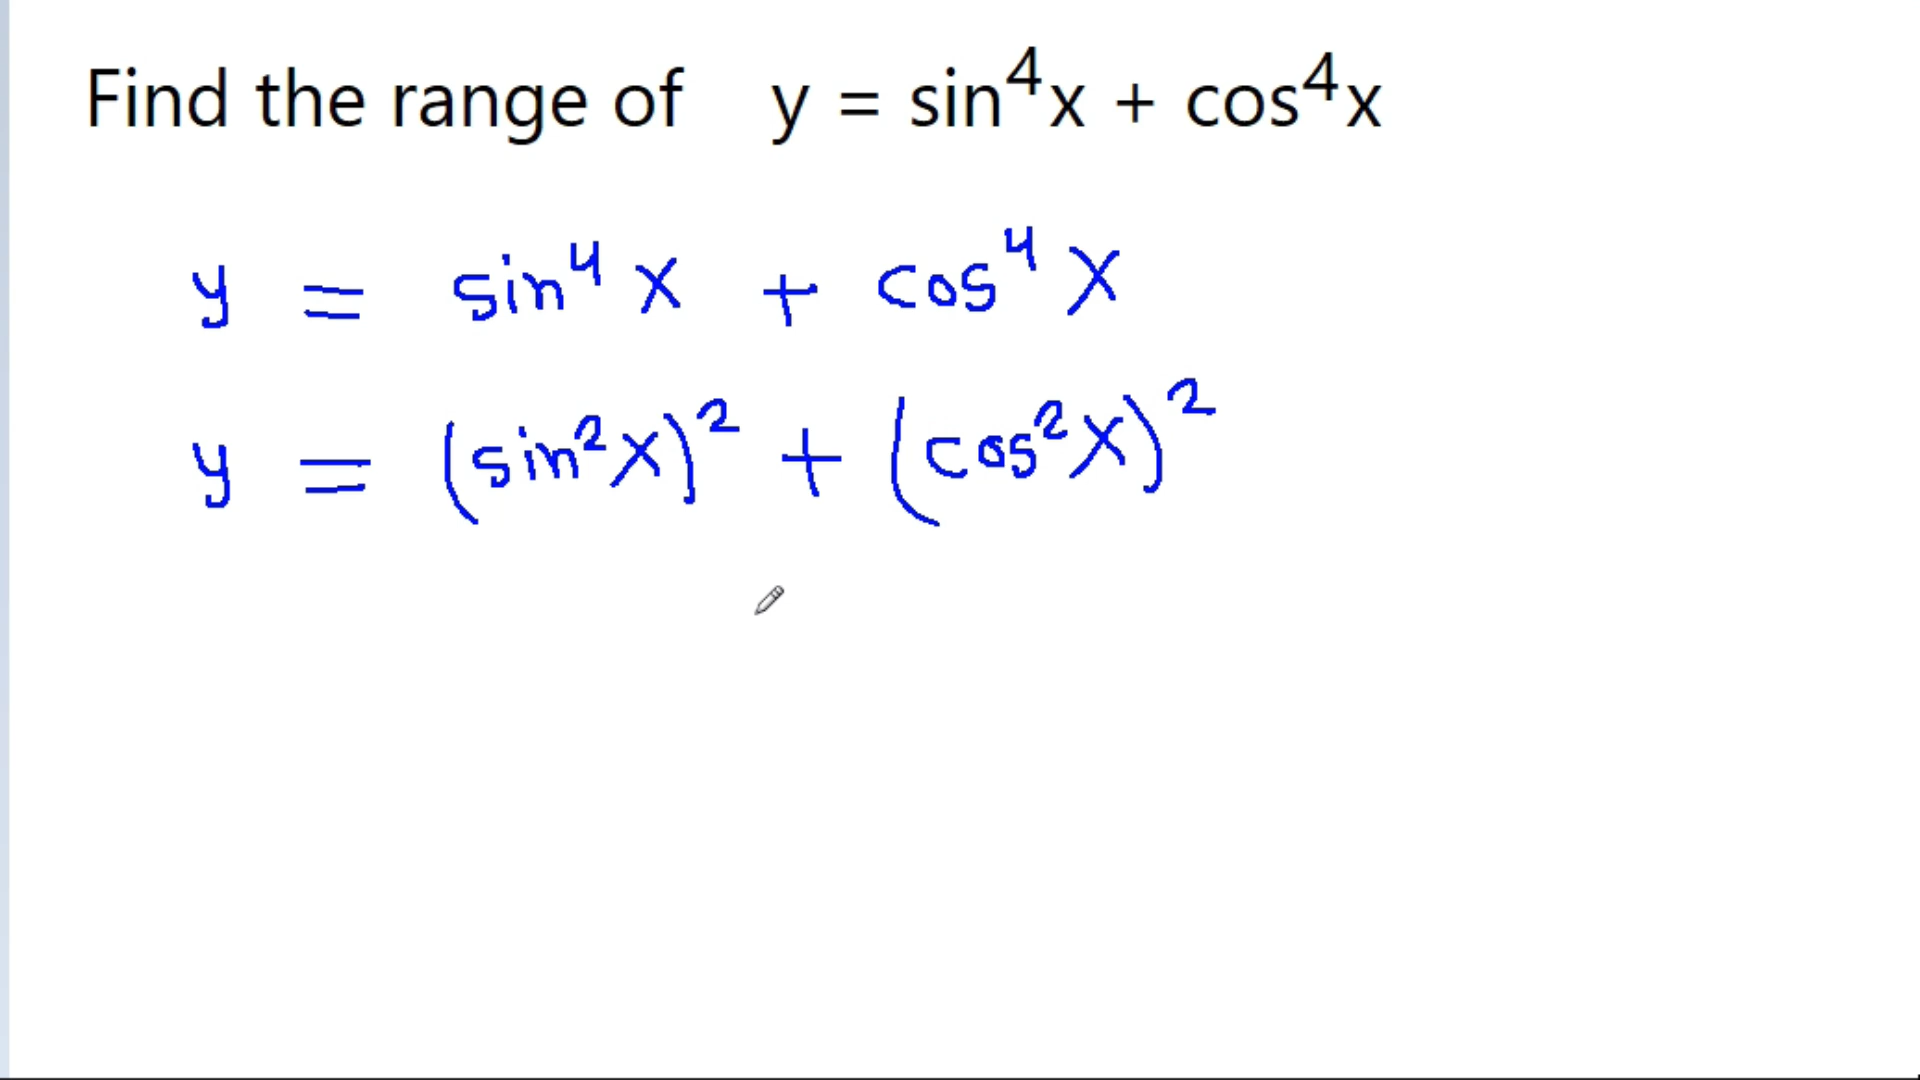 Find the range of y = sin⁴x + cos⁴x
y = sin⁴ x + cos⁴ x
y = (sin²x)² + (cos²x)²